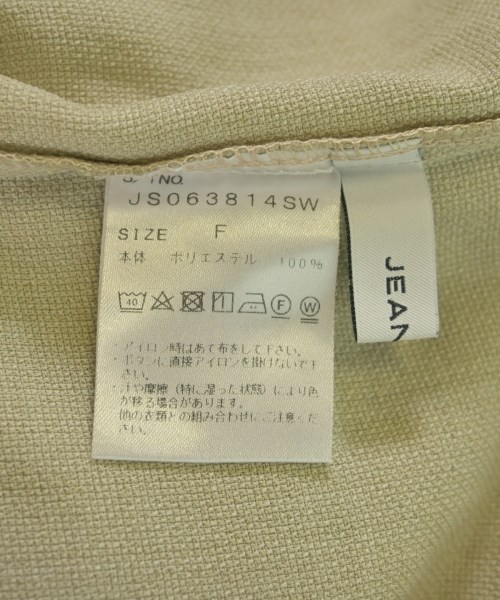 NO.
JS063814SW
SIZE F
本体 ポリエステル 100%
40
F
W
・アイロン時はあて布をして下さい。
・ボタンに直接アイロンを掛けないで下
さい。
・汗や摩擦（特に湿った状態）により色
が移る場合があります。
他の衣類との組み合わせにご注意くだ
さい。
JEAN